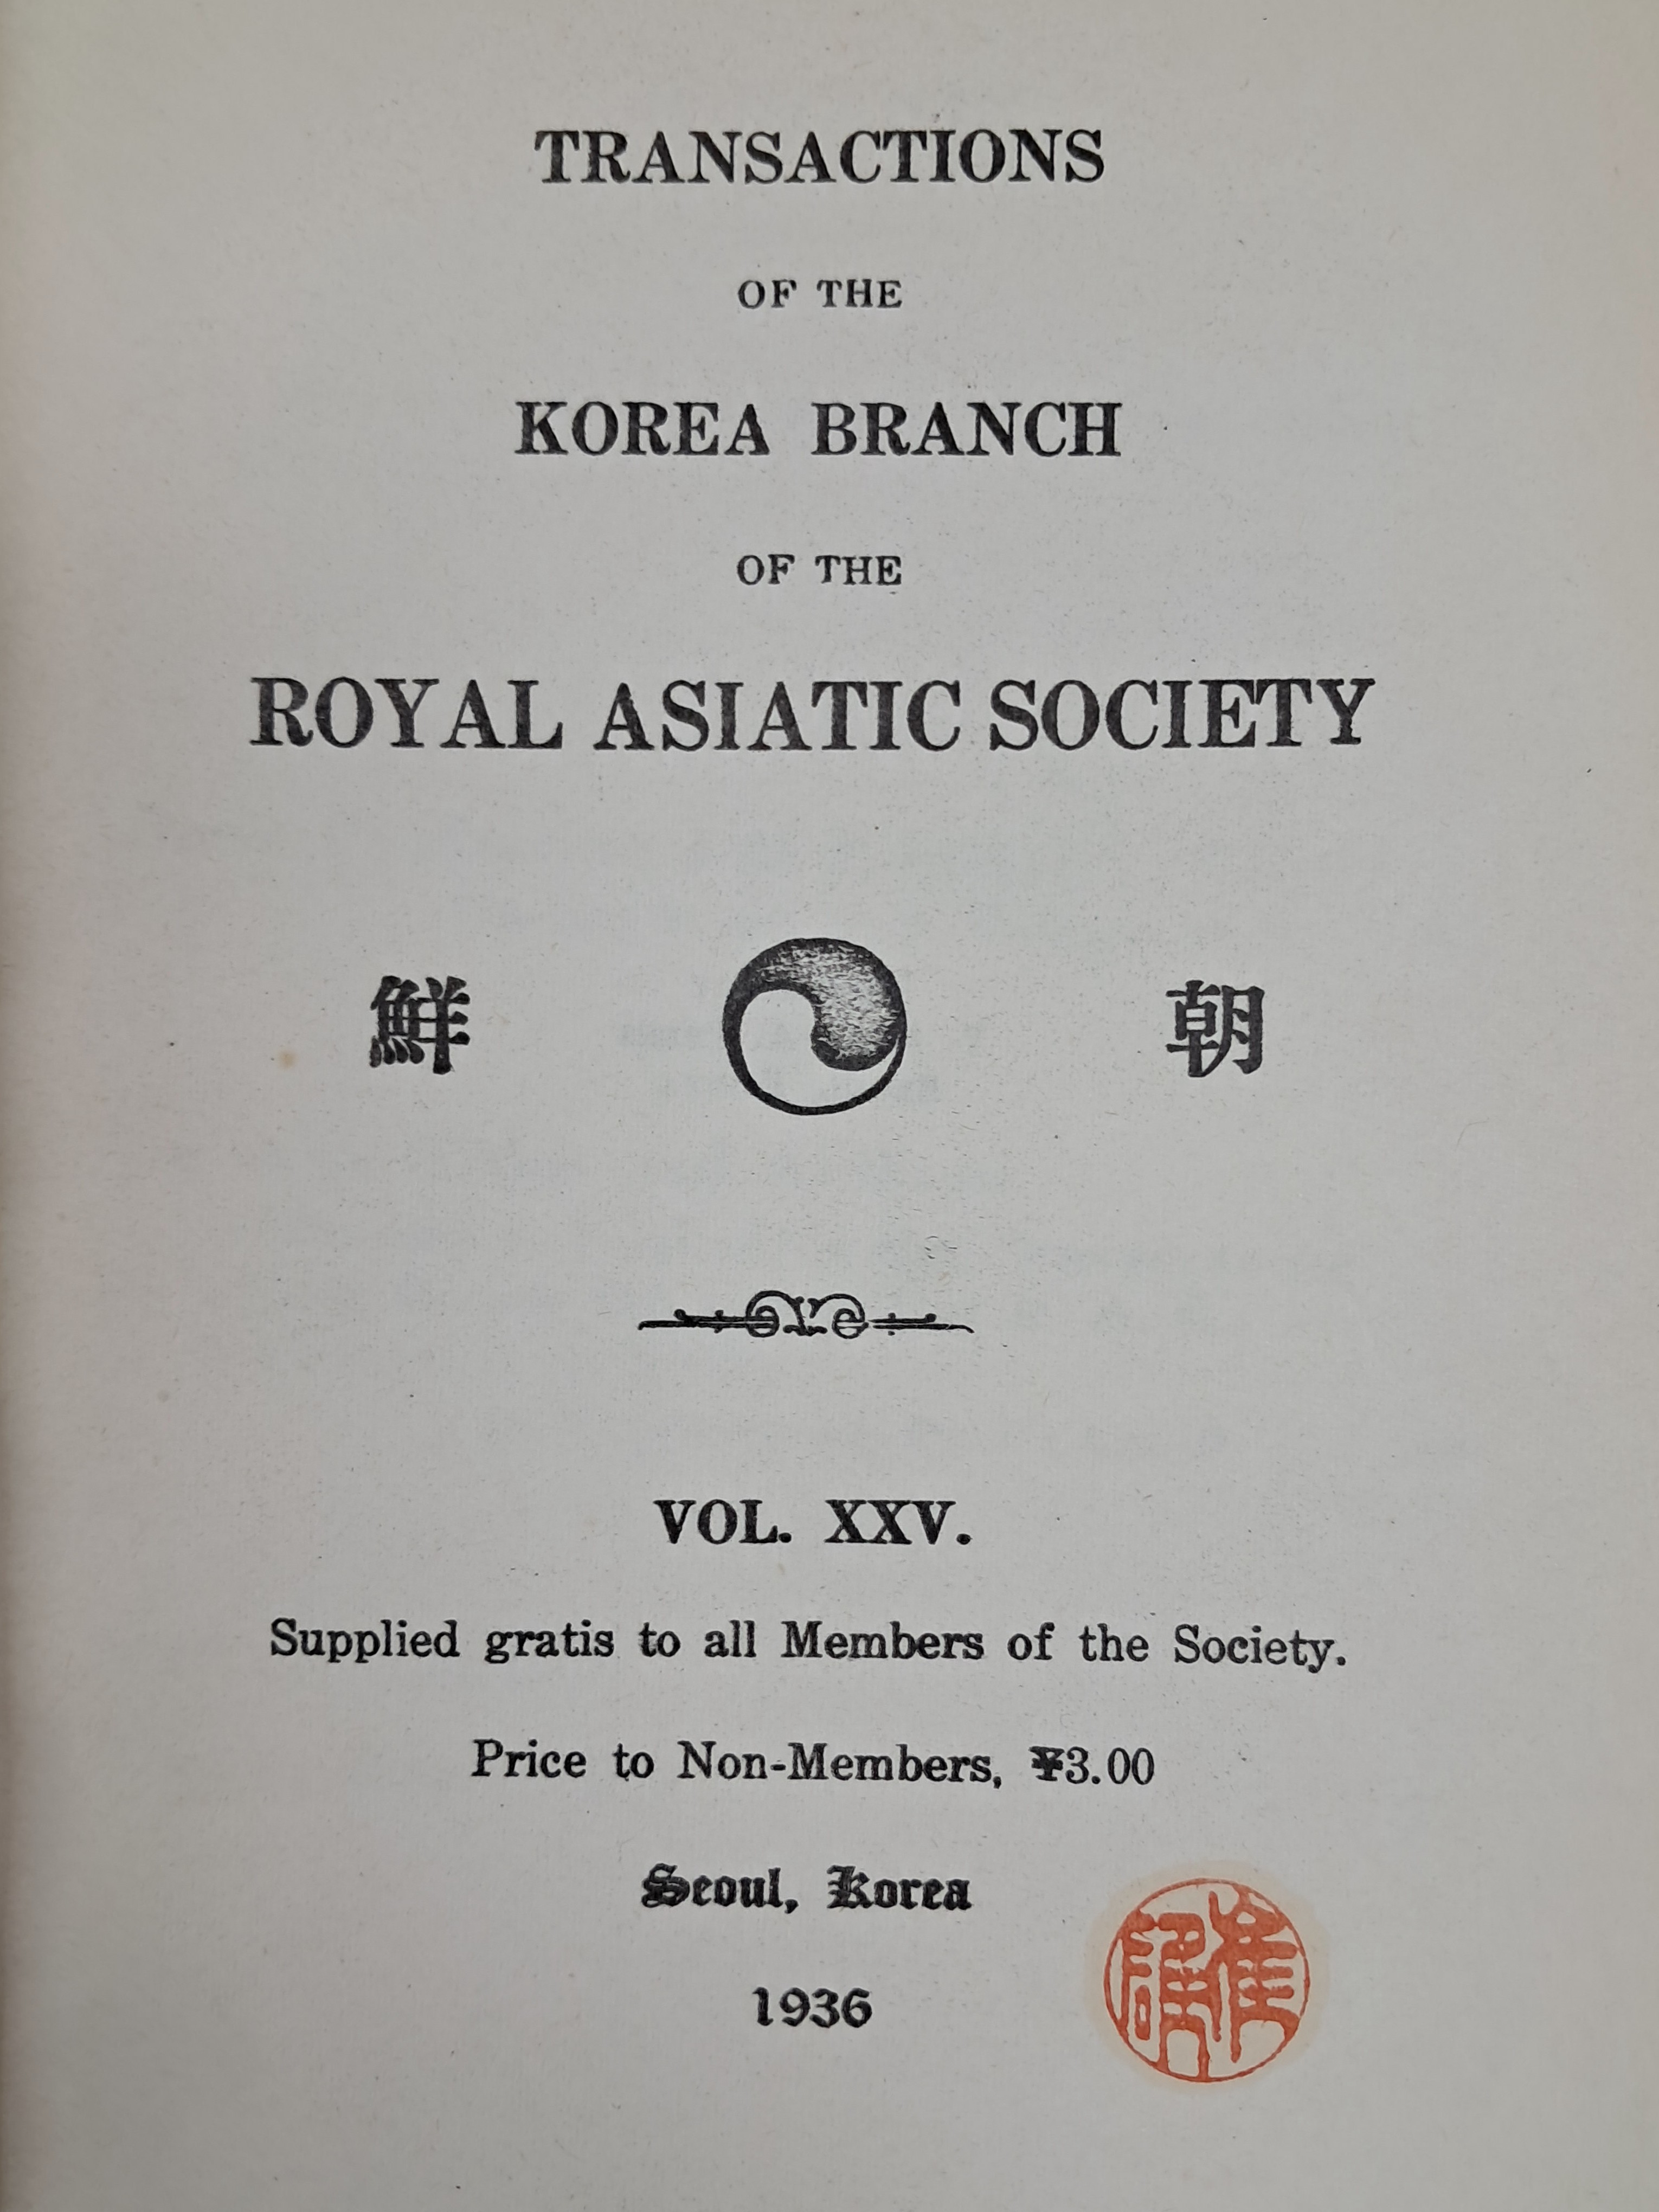 TRANSACTIONS
OF THE
KOREA BRANCH
OF THE
ROYAL ASIATIC SOCIETY
鮮 朝
VOL. XXV.
Supplied gratis to all Members of the Society.
Price to Non-Members, ¥3.00
Seoul, Korea
1936